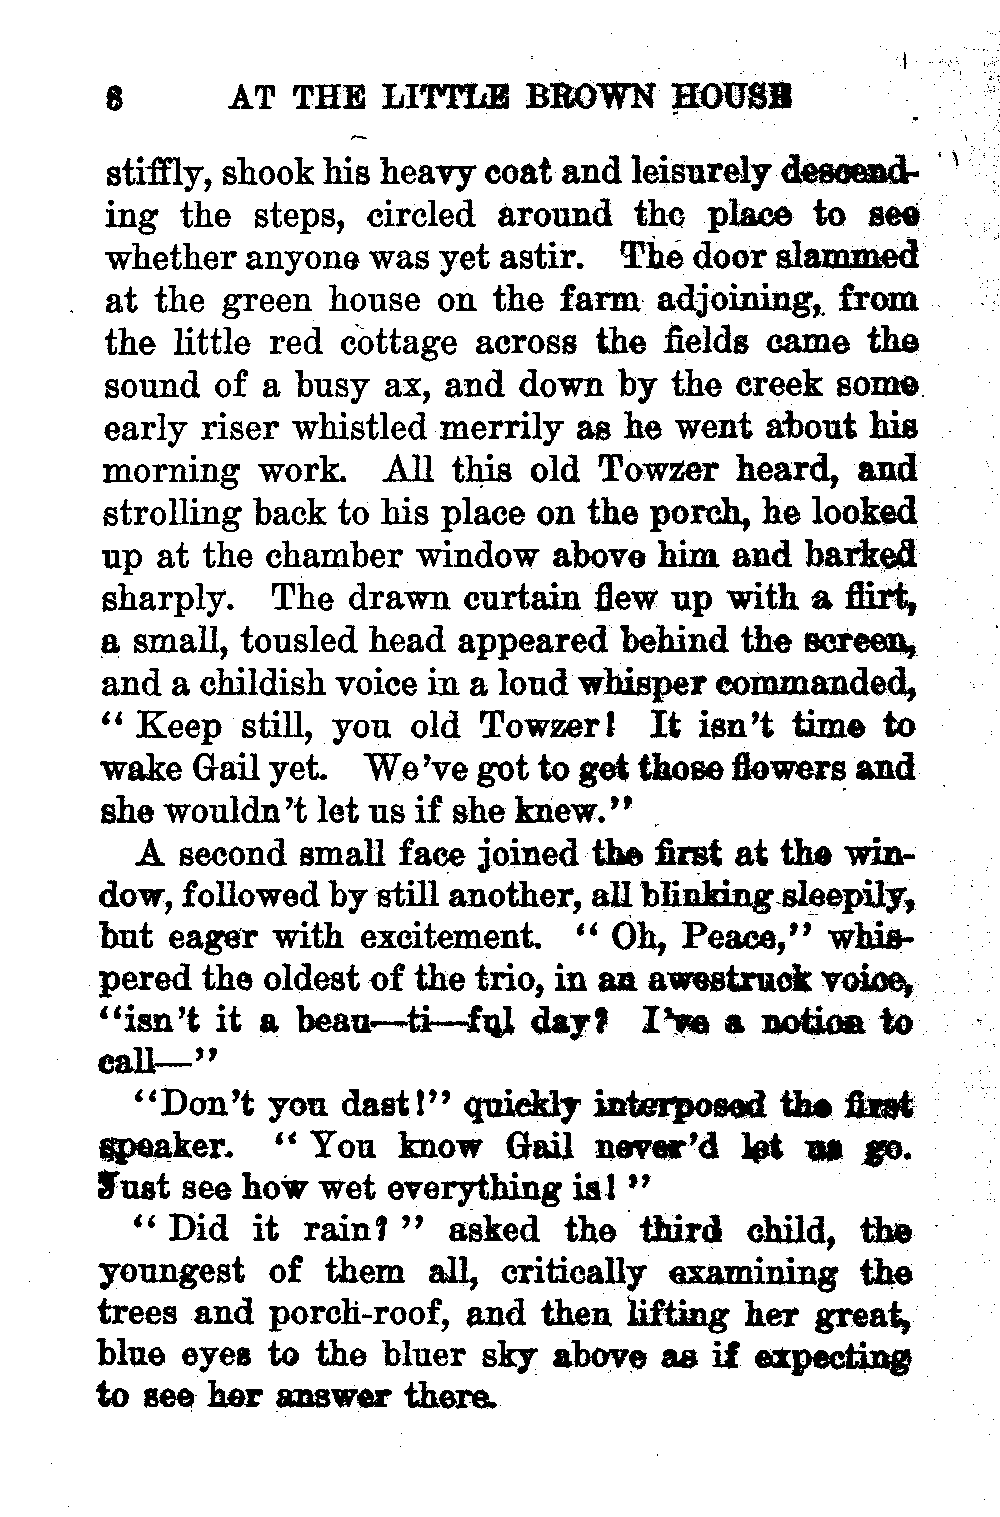 8 AT THE LITTLE BROWN HOUSE
stiffly, shook his heavy coat and leisurely descend-
ing the steps, circled around the place to see
whether anyone was yet astir. The door slammed
at the green house on the farm adjoining, from
the little red cottage across the fields came the
sound of a busy ax, and down by the creek some
early riser whistled merrily as he went about his
morning work. All this old Towzer heard, and
strolling back to his place on the porch, he looked
up at the chamber window above him and barked
sharply. The drawn curtain flew up with a flirt,
a small, tousled head appeared behind the screen,
and a childish voice in a loud whisper commanded,
“ Keep still, you old Towzer! It isn’t time to
wake Gail yet. We’ve got to get those flowers and
she wouldn’t let us if she knew.”
A second small face joined the first at the win-
dow, followed by still another, all blinking sleepily,
but eager with excitement. “ Oh, Peace,” whis-
pered the oldest of the trio, in an awestruck voice,
“isn’t it a beau—ti—ful day? I’ve a notion to
call—”
“Don’t you dast!” quickly interposed the first
speaker. “ You know Gail never’d let us go.
Just see how wet everything is! ”
“ Did it rain? ” asked the third child, the
youngest of them all, critically examining the
trees and porch-roof, and then lifting her great,
blue eyes to the bluer sky above as if expecting
to see her answer there.